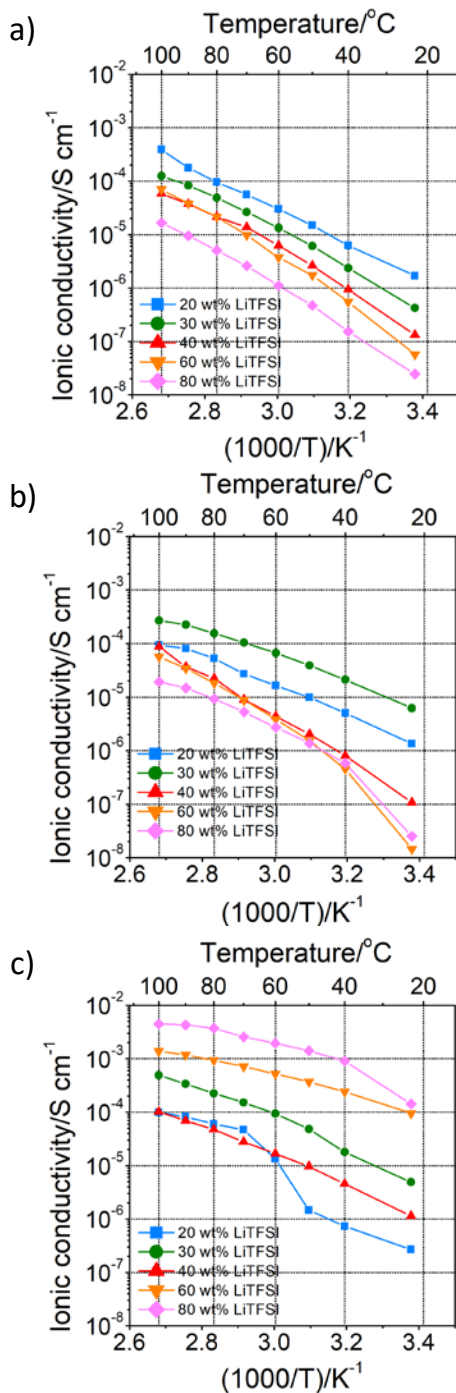 a)
Temperature/°C
100 80 60 40 20
10⁻²
10⁻³
10⁻⁴
10⁻⁵
10⁻⁶
10⁻⁷
10⁻⁸
Ionic conductivity/S cm⁻¹
20 wt% LiTFSI
30 wt% LiTFSI
40 wt% LiTFSI
60 wt% LiTFSI
80 wt% LiTFSI
2.6 2.8 3.0 3.2 3.4
(1000/T)/K⁻¹
b)
Temperature/°C
100 80 60 40 20
10⁻²
10⁻³
10⁻⁴
10⁻⁵
10⁻⁶
10⁻⁷
10⁻⁸
Ionic conductivity/S cm⁻¹
20 wt% LiTFSI
30 wt% LiTFSI
40 wt% LiTFSI
60 wt% LiTFSI
80 wt% LiTFSI
2.6 2.8 3.0 3.2 3.4
(1000/T)/K⁻¹
c)
Temperature/°C
100 80 60 40 20
10⁻²
10⁻³
10⁻⁴
10⁻⁵
10⁻⁶
10⁻⁷
10⁻⁸
Ionic conductivity/S cm⁻¹
20 wt% LiTFSI
30 wt% LiTFSI
40 wt% LiTFSI
60 wt% LiTFSI
80 wt% LiTFSI
2.6 2.8 3.0 3.2 3.4
(1000/T)/K⁻¹